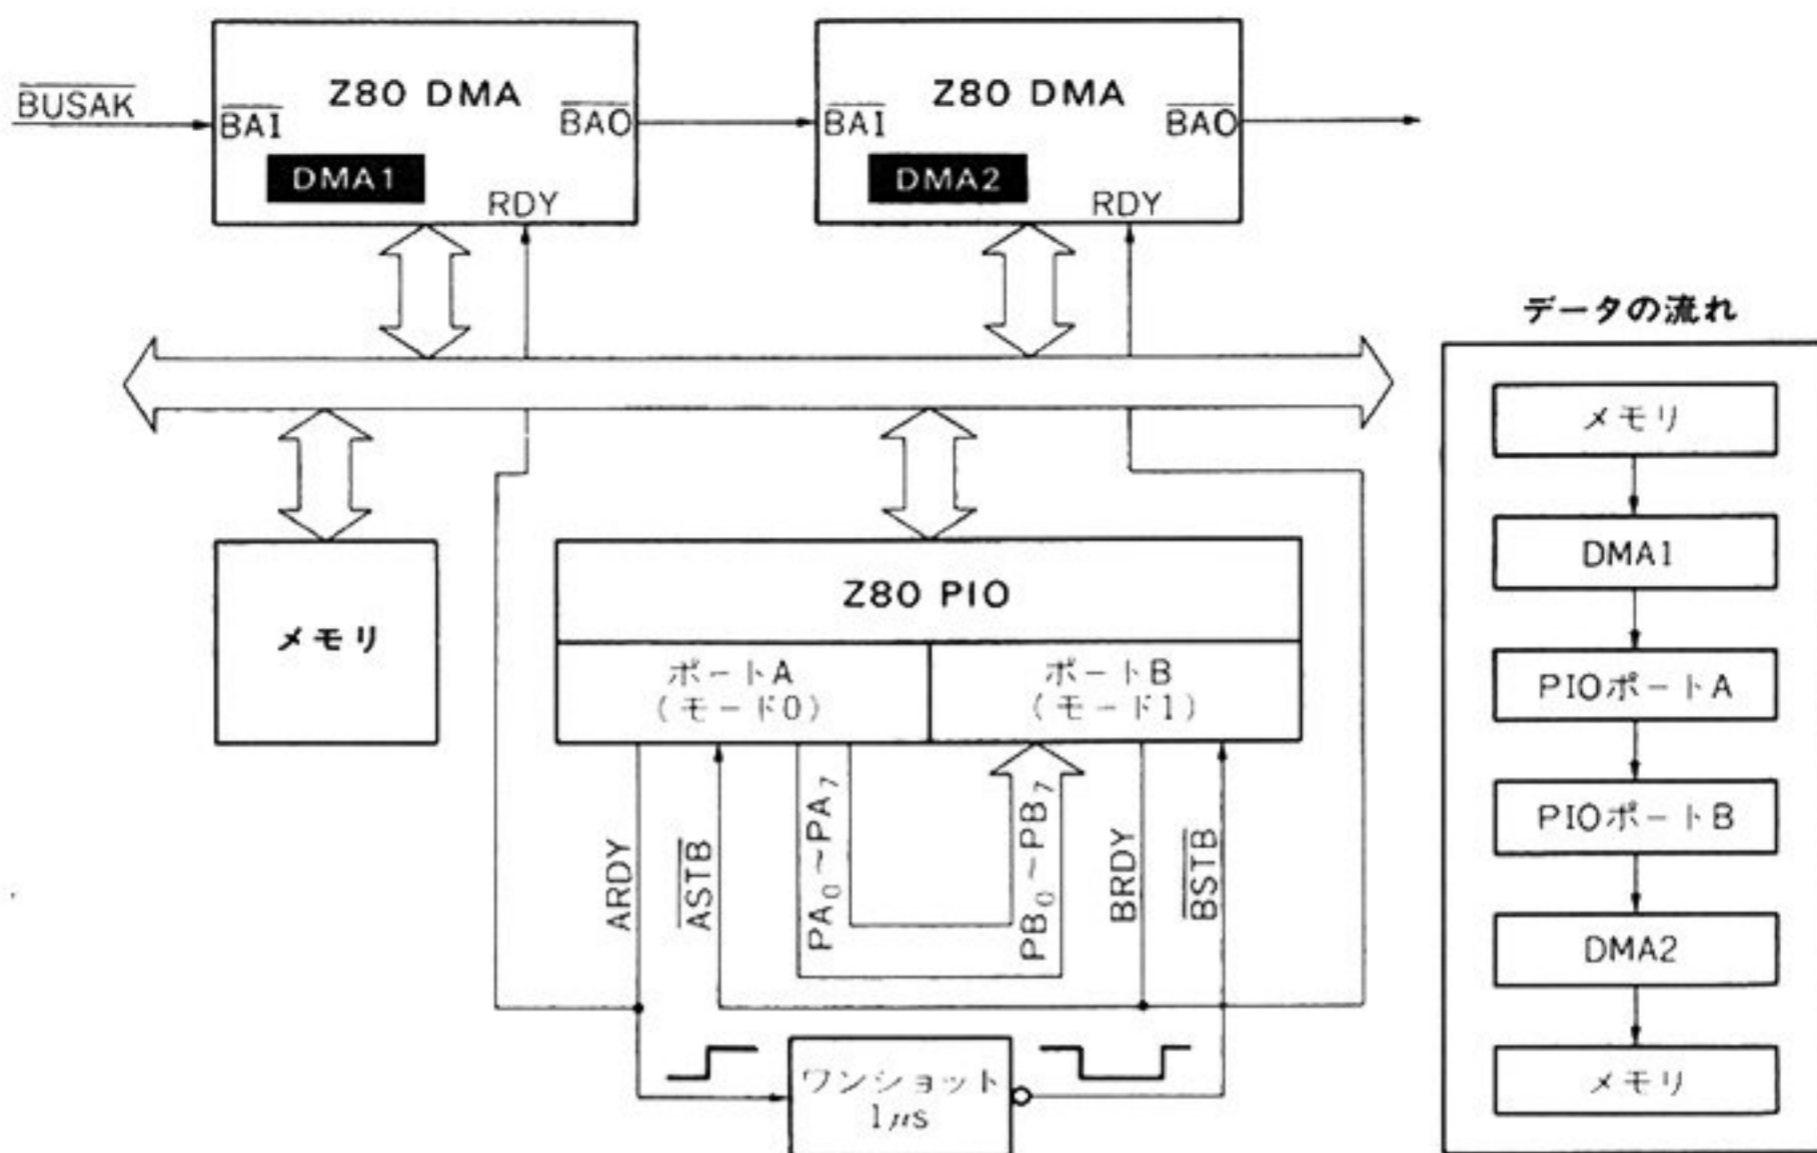 Z80 DMA
Z80 DMA
BUSAK
BAI
BAO
BAI
BAO
DMA1
DMA2
RDY
RDY
データの流れ
メモリ
DMA1
PIOポートA
PIOポートB
DMA2
メモリ
メモリ
Z80 PIO
ポートA
(モード0)
ポートB
(モード1)
ARDY
ASTB
PA₀~PA₇
PB₀~PB₇
BRDY
BSTB
ワンショット
1μs